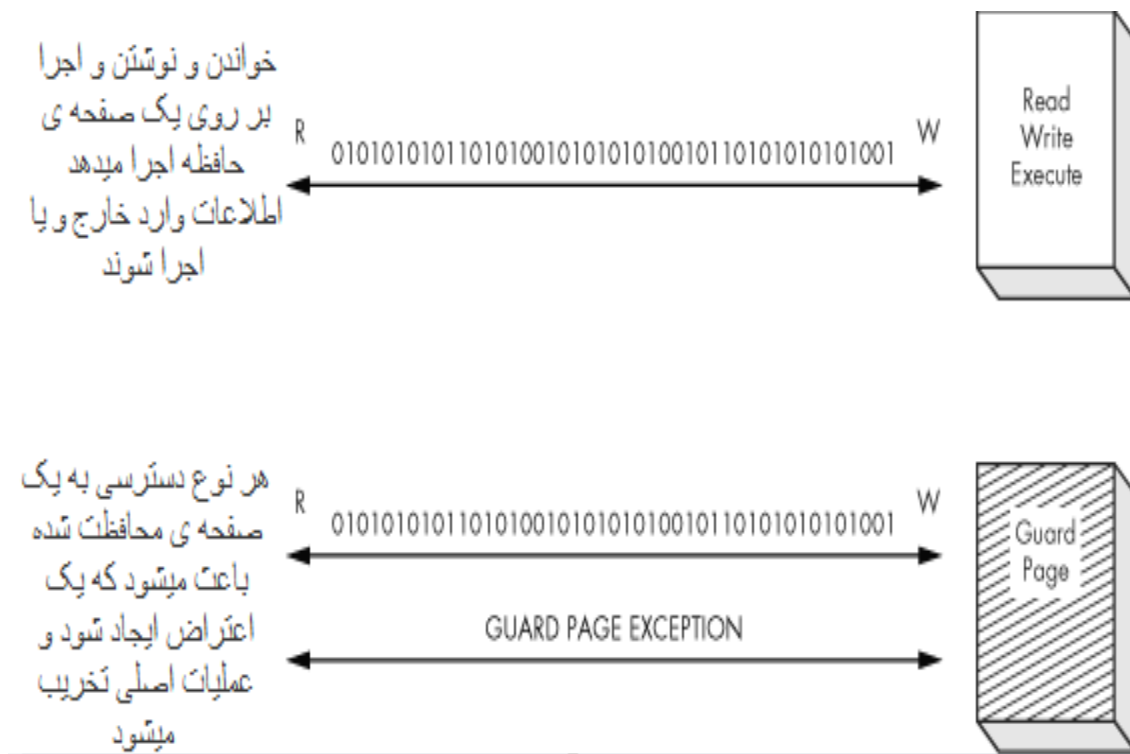 خواندن و نوشتن و اجرا
بر روی یک صفحه ی
حافظه اجرا میدهد
اطلاعات وارد خارج و یا
اجرا شوند
R
0101010101101010010101010100101101010101010101001
W
Read
Write
Execute
هر نوع دسترسی به یک
صفحه ی محافظت شده
باعث میشود که یک
اعتراض ایجاد شود و
عملیات اصلی تخریب
میشود
R
0101010101101010010101010100101101010101010101001
W
GUARD PAGE EXCEPTION
Guard
Page